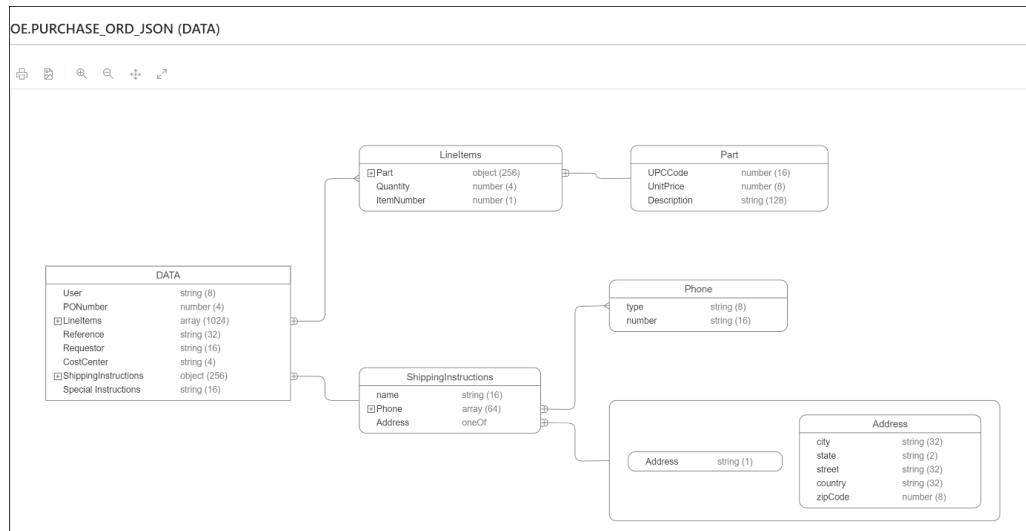 OE.PURCHASE_ORD_JSON (DATA)
LineItems
Part object (256)
Quantity number (4)
ItemNumber number (1)
Part
UPCCode number (16)
UnitPrice number (8)
Description string (128)
DATA
User string (8)
PONumber number (4)
LineItems array (1024)
Reference string (32)
Requestor string (16)
CostCenter string (4)
ShippingInstructions object (256)
Special Instructions string (16)
Phone
type string (8)
number string (16)
ShippingInstructions
name string (16)
Phone array (64)
Address oneOf
Address string (1)
Address
city string (32)
state string (2)
street string (32)
country string (32)
zipCode number (8)